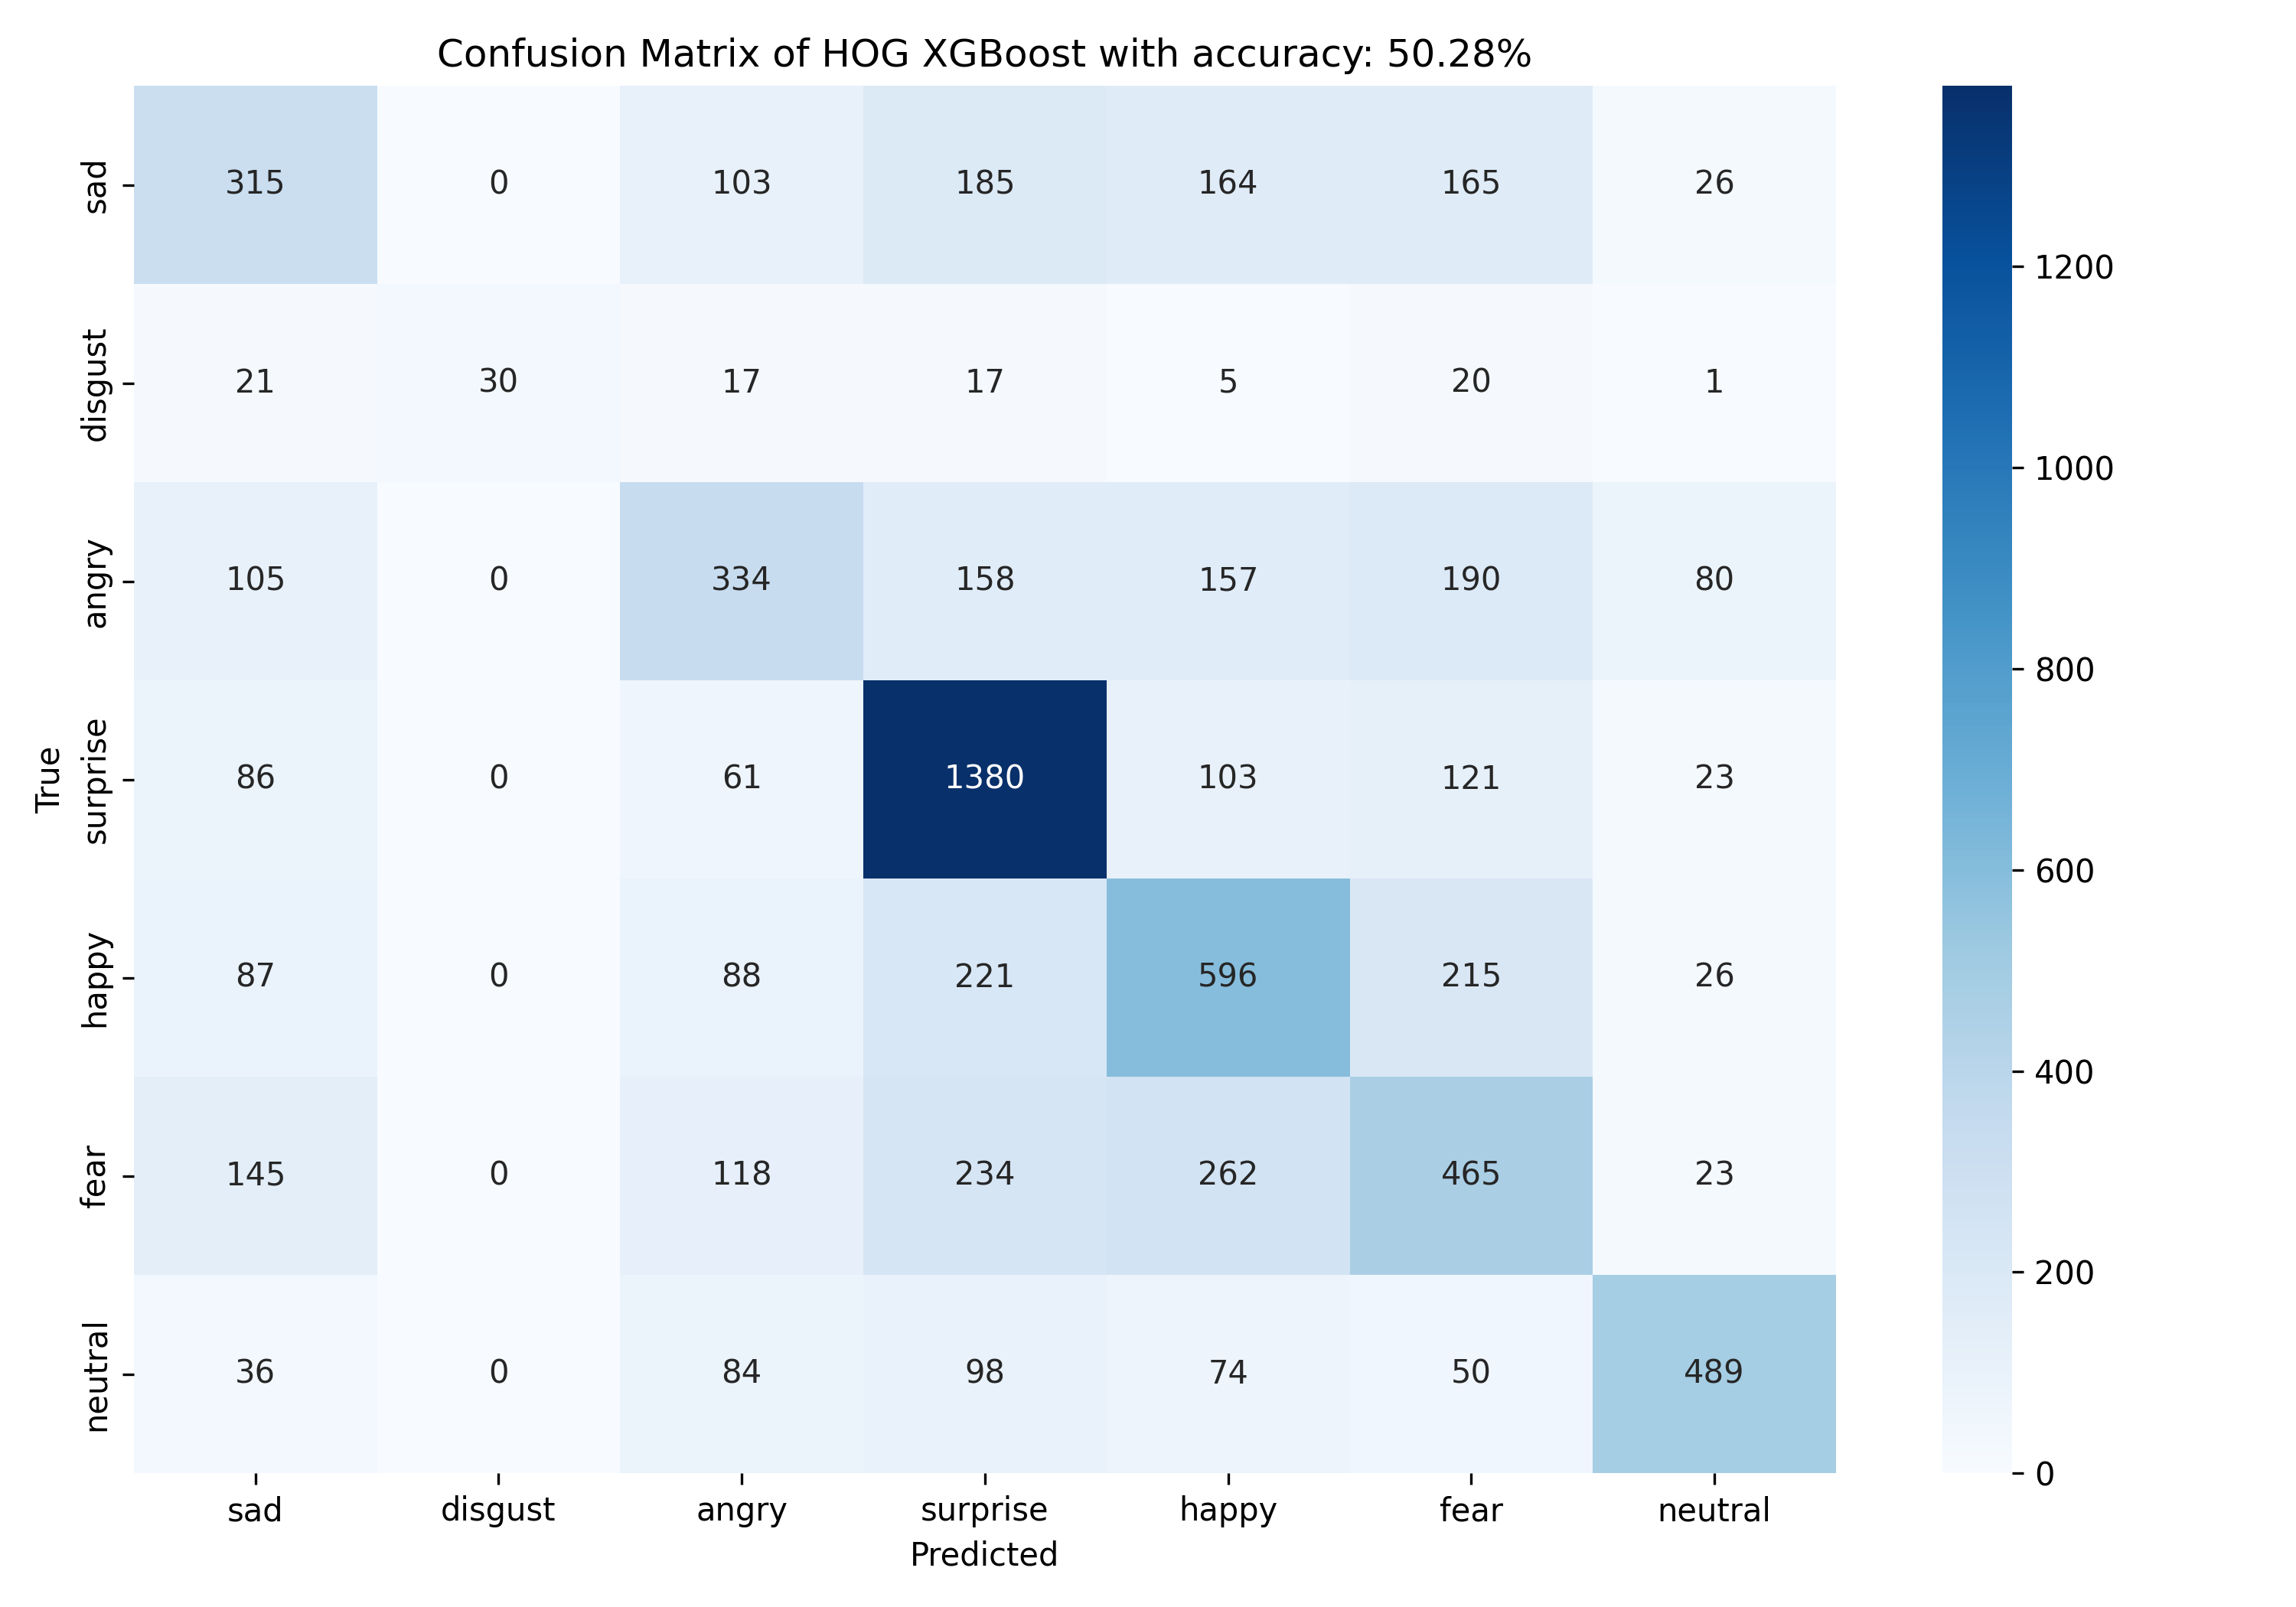 Confusion Matrix of HOG XGBoost with accuracy: 50.28%
sad 315 0 103 185 164 165 26
disgust 21 30 17 17 5 20 1
angry 105 0 334 158 157 190 80
surprise 86 0 61 1380 103 121 23
happy 87 0 88 221 596 215 26
fear 145 0 118 234 262 465 23
neutral 36 0 84 98 74 50 489
True
sad disgust angry surprise happy fear neutral
Predicted
1200
1000
800
600
400
200
0